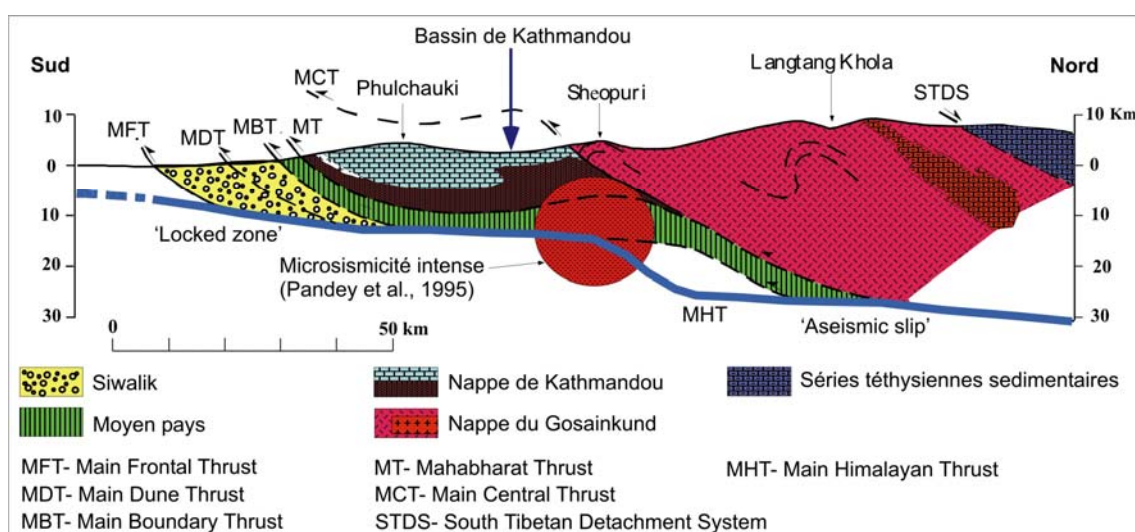 Bassin de Kathmandou
Sud
Nord
MCT
Phulchauki
Sheopuri
Langtang Khola
STDS
MFT
MDT
MBT
MT
10
0
10
20
30
10 Km
0
10
20
30
'Locked zone'
Microsismicité intense
(Pandey et al., 1995)
MHT
'Aseismic slip'
0
50 km
Siwalik
Nappe de Kathmandou
Séries téthysiennes sedimentaires
Moyen pays
Nappe du Gosainkund
MFT- Main Frontal Thrust
MT- Mahabharat Thrust
MHT- Main Himalayan Thrust
MDT- Main Dune Thrust
MCT- Main Central Thrust
MBT- Main Boundary Thrust
STDS- South Tibetan Detachment System